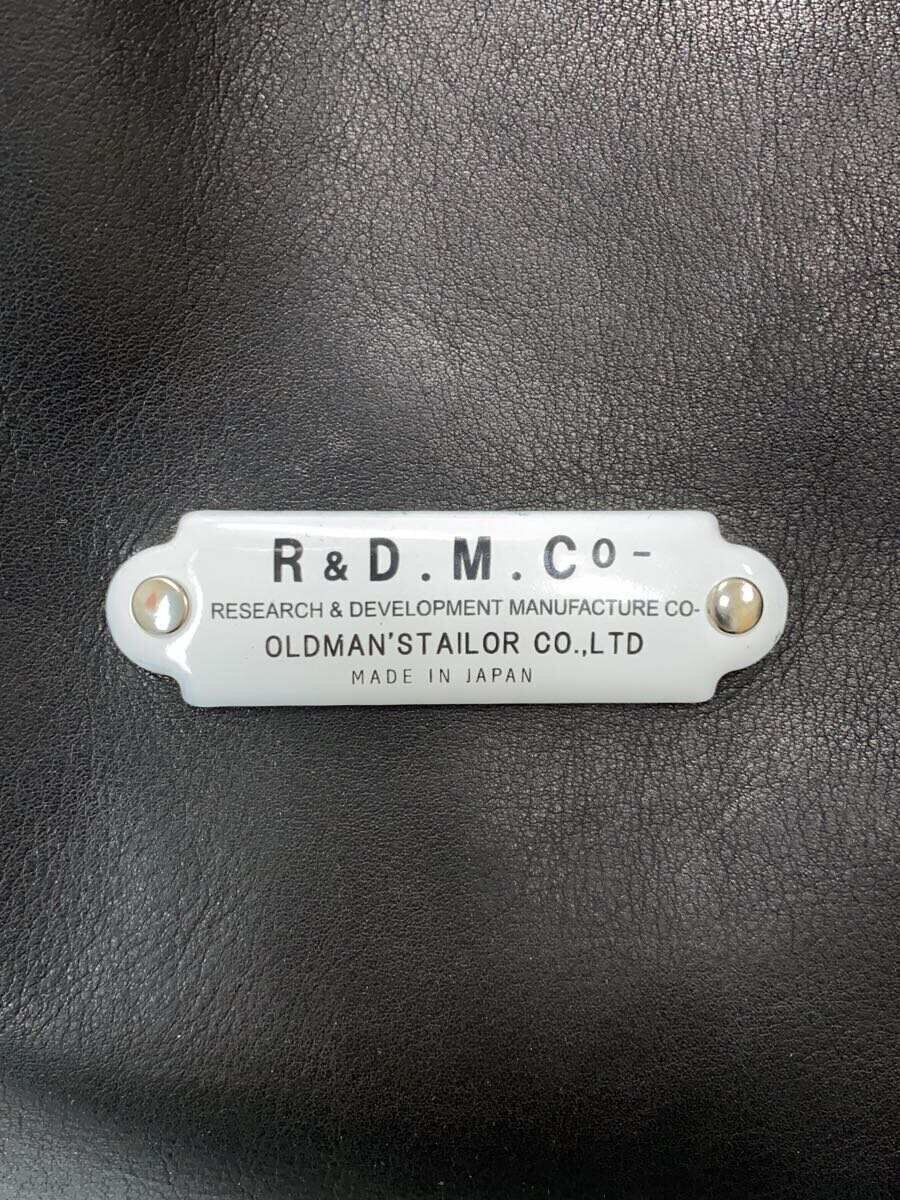 R & D . M . Co -
RESEARCH & DEVELOPMENT MANUFACTURE CO-
OLDMAN'STAILOR CO.,LTD
MADE IN JAPAN